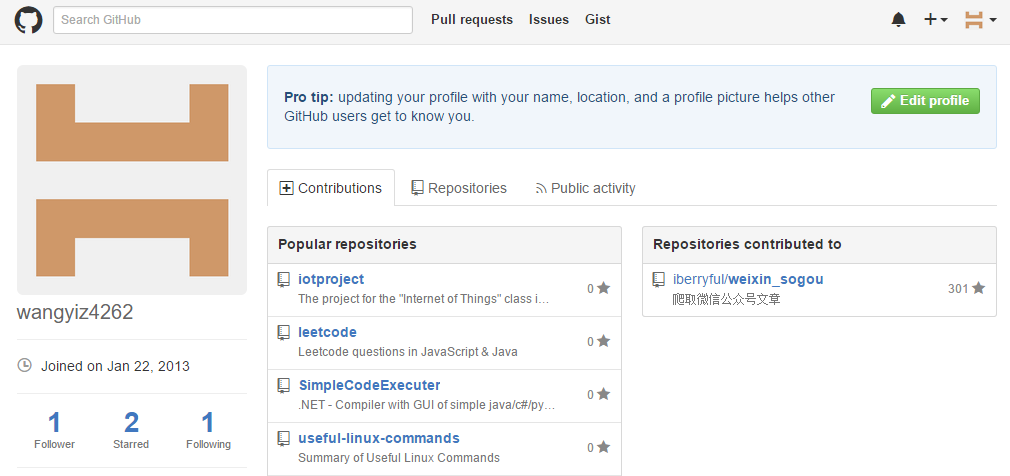 Search GitHub
Pull requests Issues Gist
Pro tip: updating your profile with your name, location, and a profile picture helps other
GitHub users get to know you.
Edit profile
wangyiz4262
Joined on Jan 22, 2013
1 2 1
Follower Starred Following
Contributions Repositories Public activity
Popular repositories
iotproject
The project for the "Internet of Things" class i…
0
leetcode
Leetcode questions in JavaScript & Java
0
SimpleCodeExecuter
.NET - Compiler with GUI of simple java/c#/py…
0
useful-linux-commands
Summary of Useful Linux Commands
0
Repositories contributed to
iberryful/weixin_sogou
爬取微信公众号文章
301